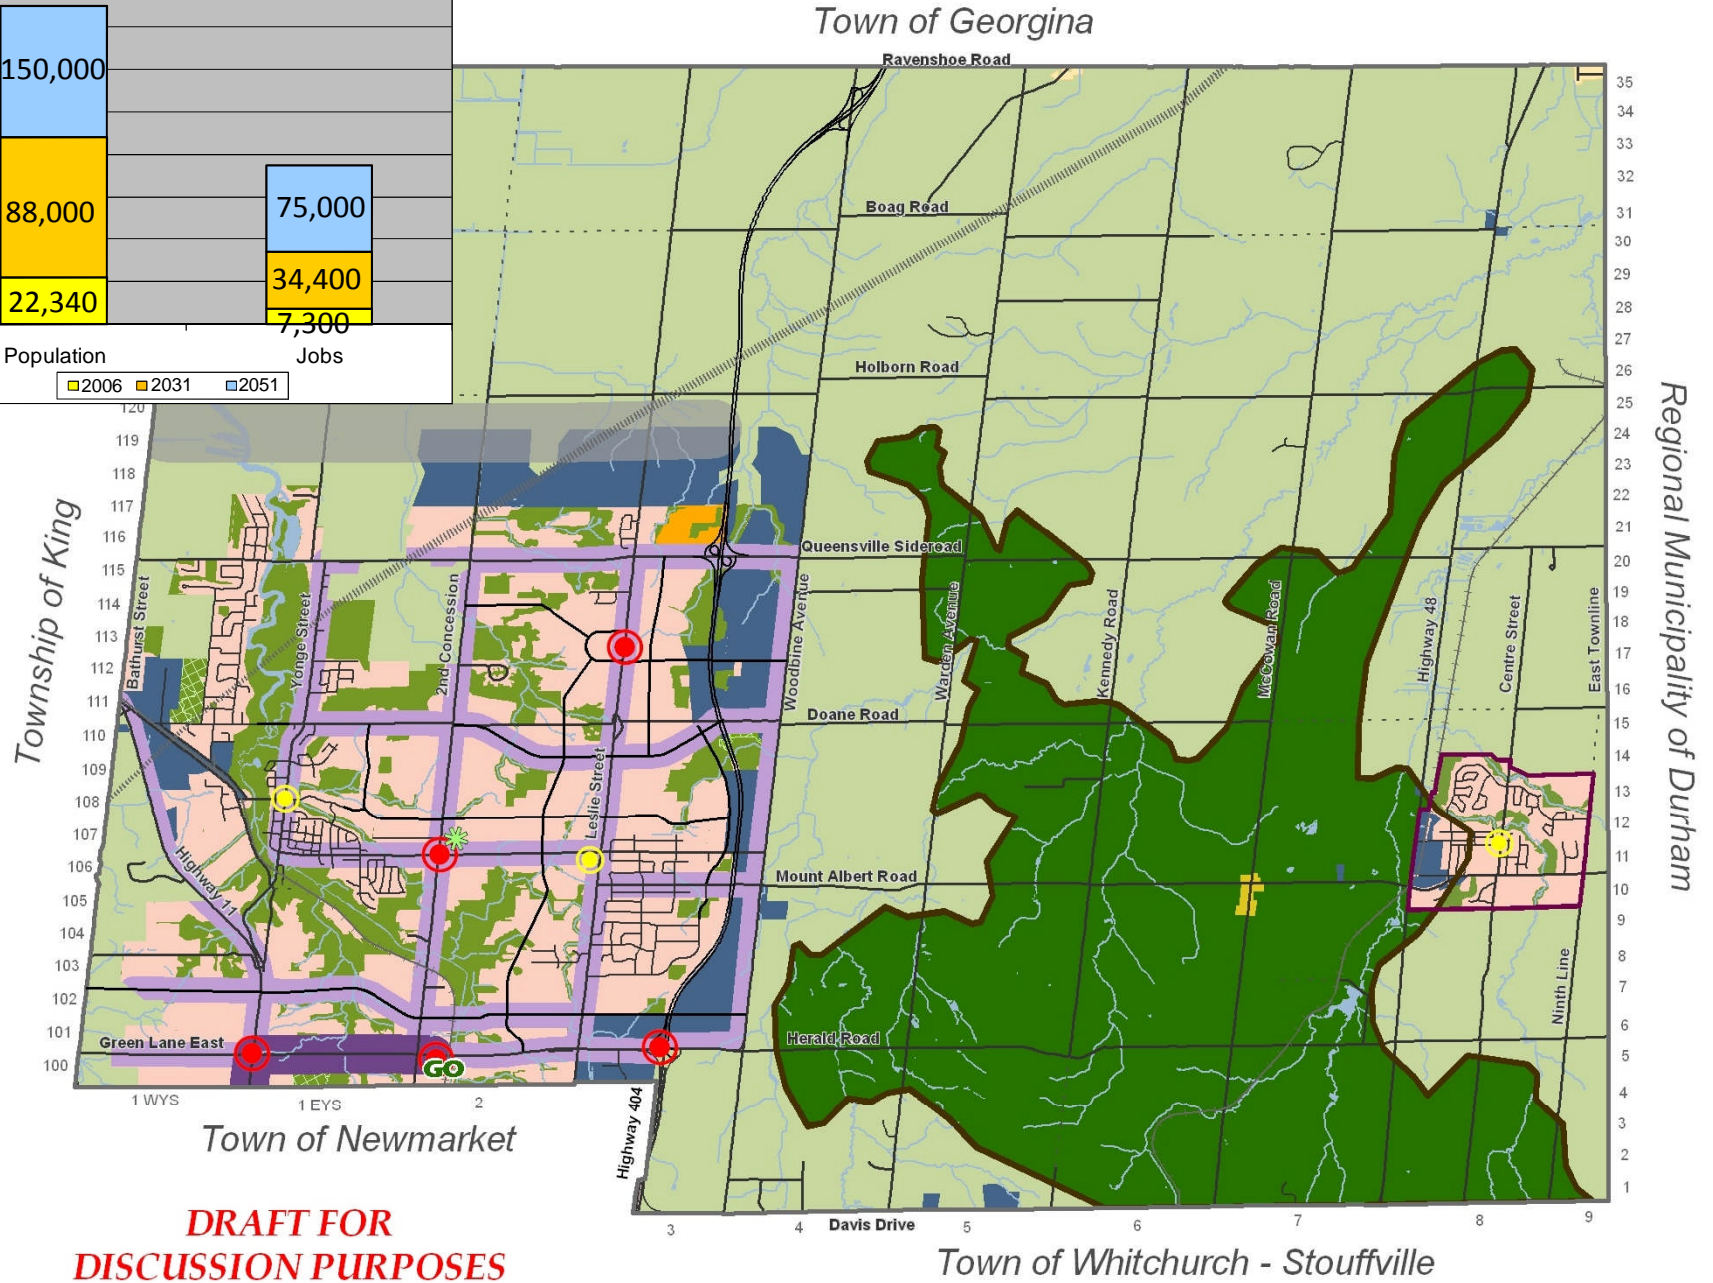 150,000
88,000
22,340
75,000
34,400
7,300
Population
Jobs
2006
2031
2051
Town of Georgina
Ravenshoe Road
Boag Road
Holborn Road
Queensville Sideroad
Doane Road
Mount Albert Road
Herald Road
Green Lane East
Davis Drive
Bathurst Street
Yonge Street
2nd Concession
Leslie Street
Woodbine Avenue
Warden Avenue
Kennedy Road
McCowan Road
Highway 48
Centre Street
East Townline
Ninth Line
Highway 11
Highway 404
GO
Township of King
Regional Municipality of Durham
120
119
118
117
116
115
114
113
112
111
110
109
108
107
106
105
104
103
102
101
100
35
34
33
32
31
30
29
28
27
26
25
24
23
22
21
20
19
18
17
16
15
14
13
12
11
10
9
8
7
6
5
4
3
2
1
1 WYS
1 EYS
2
3
4
5
6
7
8
9
Town of Newmarket
Town of Whitchurch - Stouffville
DRAFT FOR
DISCUSSION PURPOSES